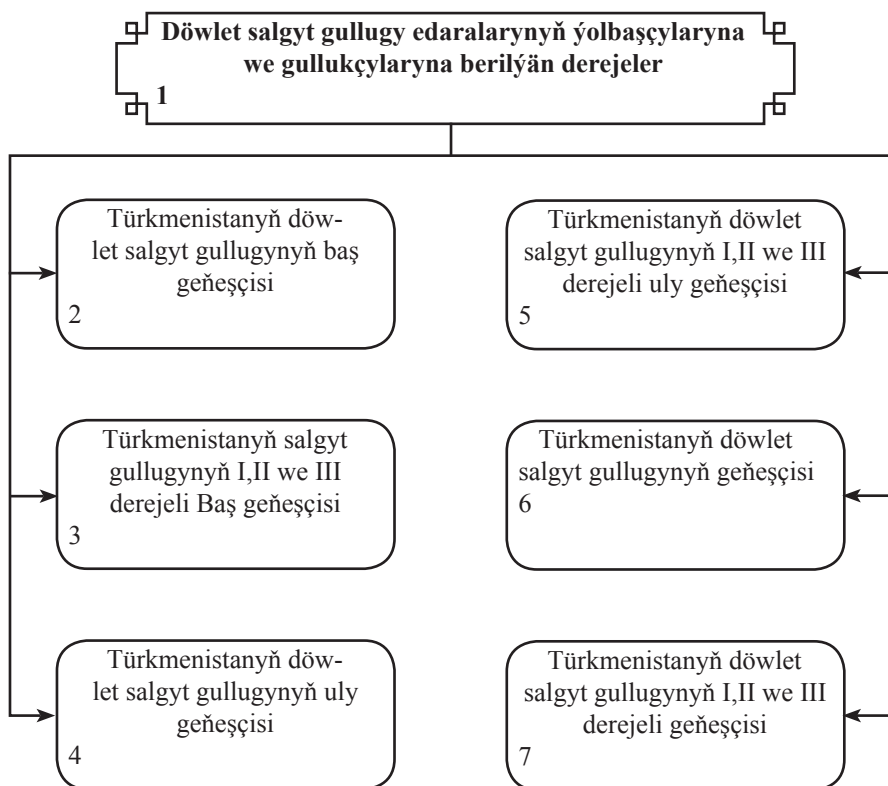 Döwlet salgyt gullugy edaralarynyň ýolbaşçylaryna
we gullukçylaryna berilýän derejeler
1
Türkmenistanyň döw-
let salgyt gullugynyň baş
geňeşçisi
2
Türkmenistanyň salgyt
gullugynyň I,II we III
derejeli Baş geňeşçisi
3
Türkmenistanyň döw-
let salgyt gullugynyň uly
geňeşçisi
4
Türkmenistanyň döwlet
salgyt gullugynyň I,II we III
derejeli uly geňeşçisi
5
Türkmenistanyň döwlet
salgyt gullugynyň geňeşçisi
6
Türkmenistanyň döwlet
salgyt gullugynyň I,II we III
derejeli geňeşçisi
7